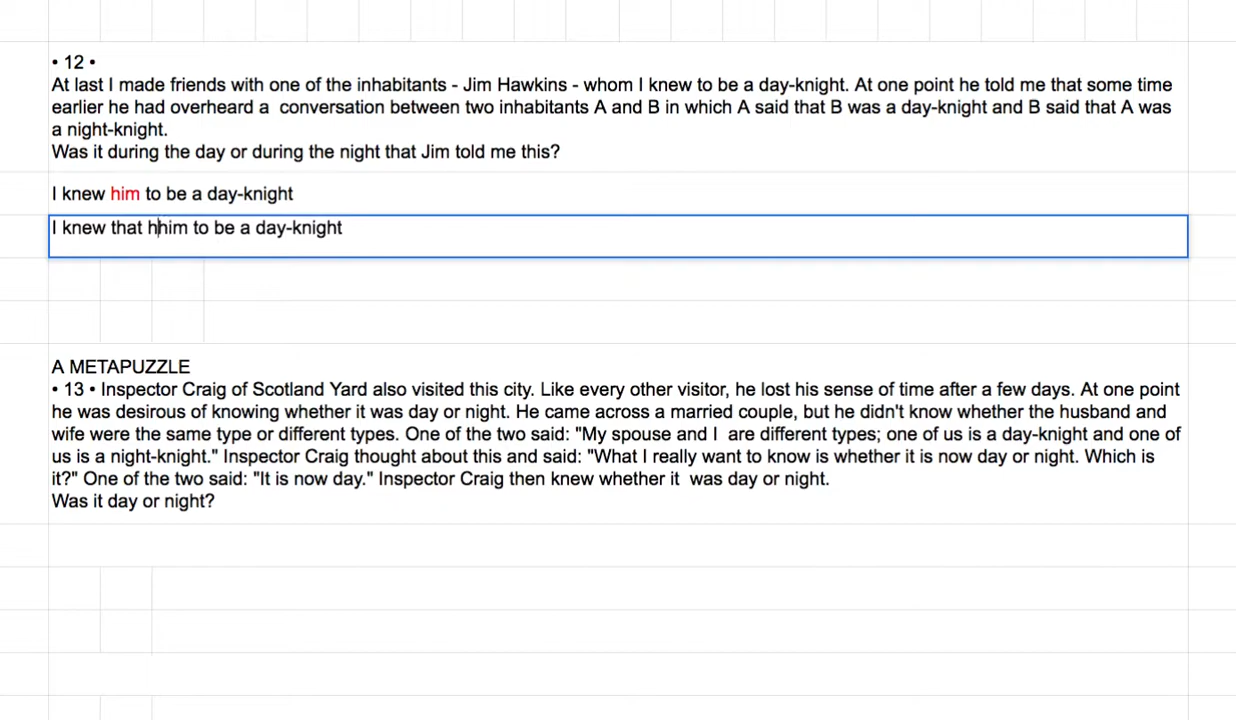 • 12 •
At last I made friends with one of the inhabitants - Jim Hawkins - whom I knew to be a day-knight. At one point he told me that some time
earlier he had overheard a conversation between two inhabitants A and B in which A said that B was a day-knight and B said that A was
a night-knight.
Was it during the day or during the night that Jim told me this?
I knew him to be a day-knight
I knew that hhim to be a day-knight
A METAPUZZLE
• 13 • Inspector Craig of Scotland Yard also visited this city. Like every other visitor, he lost his sense of time after a few days. At one point
he was desirous of knowing whether it was day or night. He came across a married couple, but he didn't know whether the husband and
wife were the same type or different types. One of the two said: "My spouse and I are different types; one of us is a day-knight and one of
us is a night-knight." Inspector Craig thought about this and said: "What I really want to know is whether it is now day or night. Which is
it?" One of the two said: "It is now day." Inspector Craig then knew whether it was day or night.
Was it day or night?